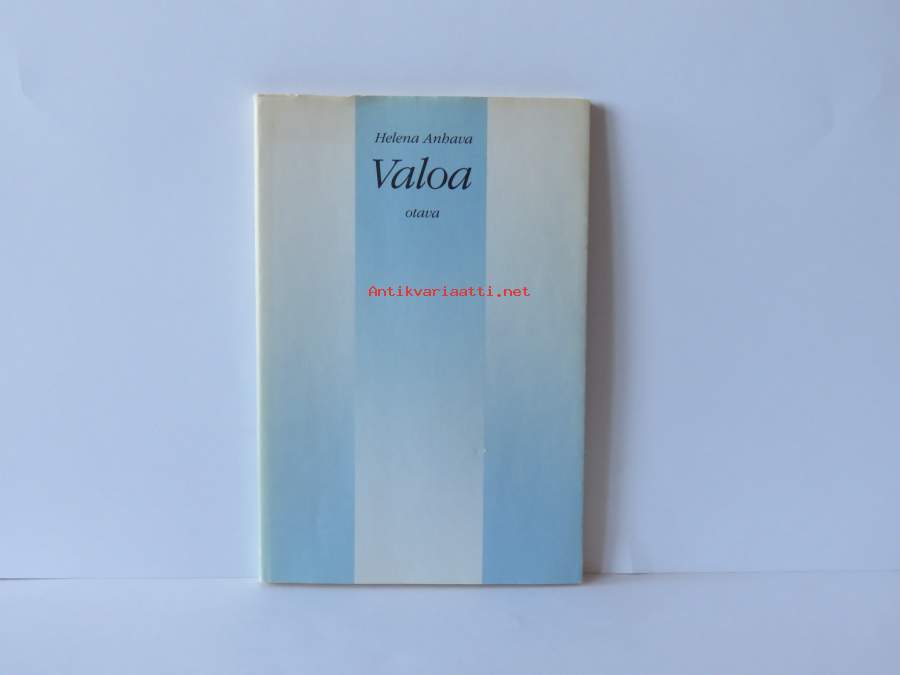 Helena Anhava
Valoa
otava
Antikvariaatti.net